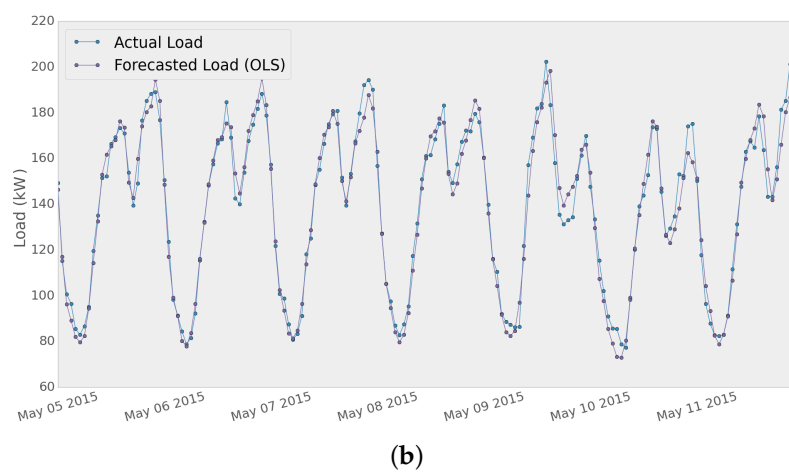 220
200
180
160
140
120
100
80
60
Load (kW)
Actual Load
Forecasted Load (OLS)
May 05 2015
May 06 2015
May 07 2015
May 08 2015
May 09 2015
May 10 2015
May 11 2015
(b)